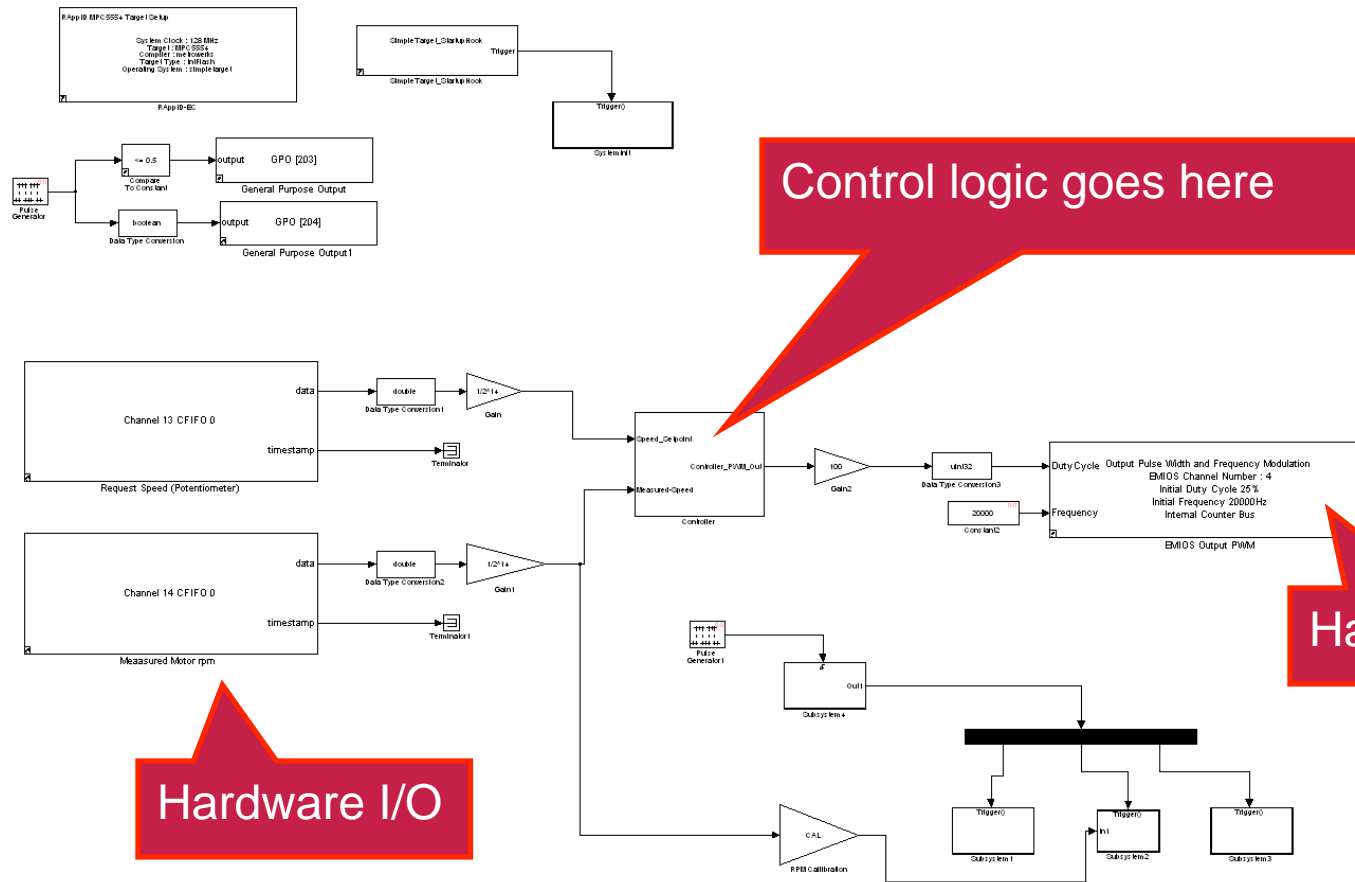 RAppID MPC5554 Target Setup
System Clock : 128 MHz
Target : MPC5554
Compiler : metrowerks
Target Type : IntFlash
Operating System : simpletarget
RAppID-EC
SimpleTarget_StartupHook
Trigger
SimpleTarget_StartupHook
Trigger()
System Init
Pulse
Generator
<= 0.5
Compare
To Constant
output
GPO [203]
General Purpose Output
boolean
Data Type Conversion
output
GPO [204]
General Purpose Output1
Control logic goes here
Channel 13 CFIFO 0
data
timestamp
Request Speed (Potentiometer)
double
Data Type Conversion1
1/2^14
Gain
Terminator
Channel 14 CFIFO 0
data
timestamp
Meaasured Motor rpm
double
Data Type Conversion2
1/2^14
Gain1
Terminator1
Speed_Setpoint
Measured-Speed
Controller_PWM_Out
Controller
100
Gain2
uint32
Data Type Conversion3
20000
Constant2
Duty Cycle
Frequency
Output Pulse Width and Frequency Modulation
EMIOS Channel Number : 4
Initial Duty Cycle 25%
Initial Frequency 20000Hz
Internal Counter Bus
EMIOS Output PWM
Ha
Hardware I/O
Pulse
Generator1
Out1
Subsystem4
CAL
RPM Callibration
Trigger()
Subsystem1
Trigger()
In1
Subsystem2
Trigger()
Subsystem3